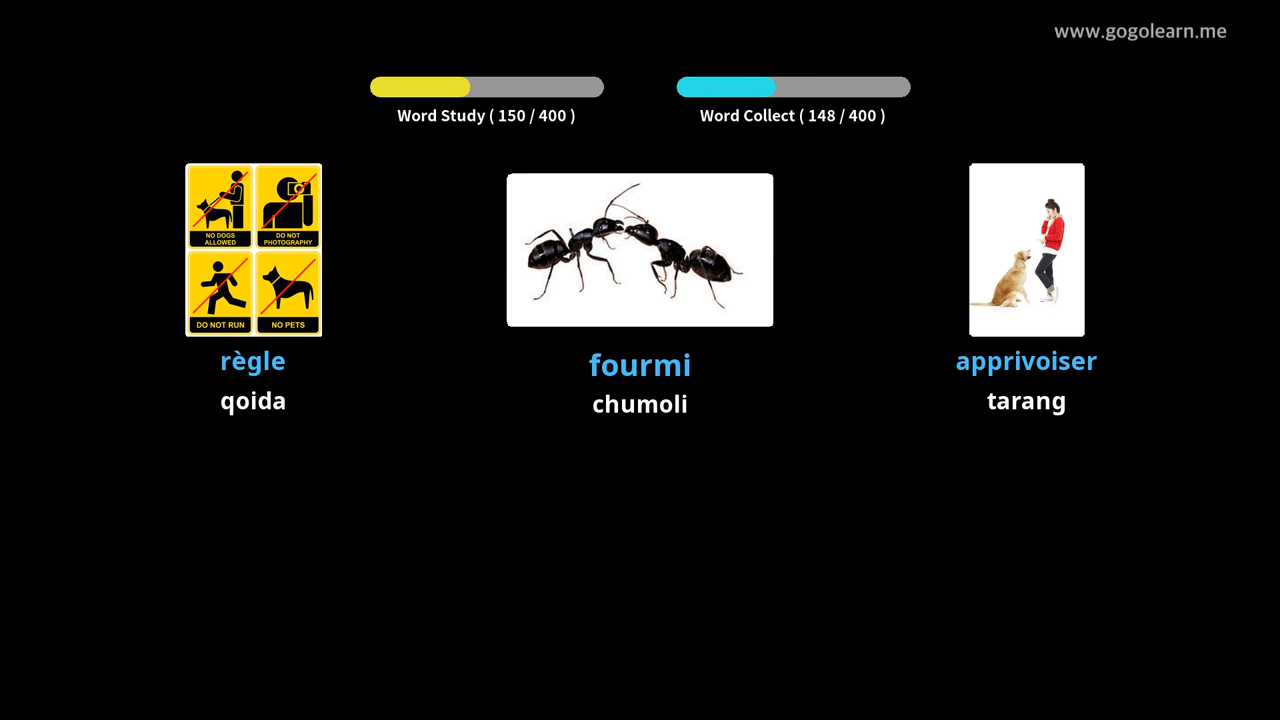 www.gogolearn.me
Word Study ( 150 / 400 )
Word Collect ( 148 / 400 )
NO DOGS
ALLOWED
DO NOT
PHOTOGRAPHY
DO NOT RUN
NO PETS
règle
qoida
fourmi
chumoli
apprivoiser
tarang